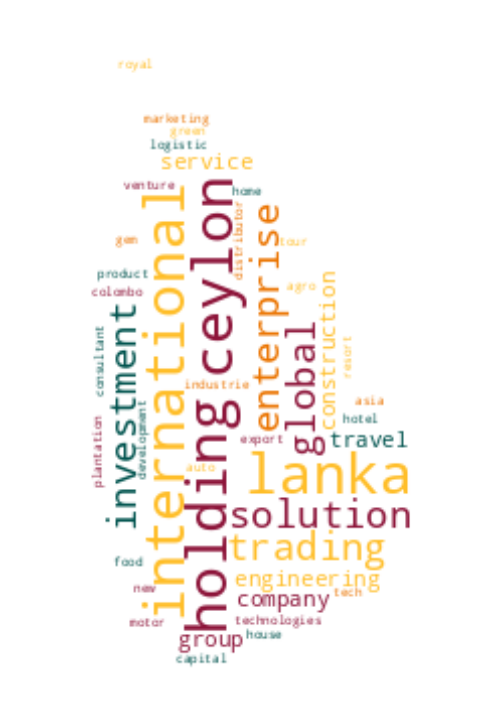 royal
marketing
green
logistic
service
venture
home
international
holding
ceylon
distributor
enterprise
gem
tour
product
colombo
agro
construction
investment
global
consultant
resort
industrie
asia
development
hotel
plantation
export
travel
auto
lanka
solution
trading
food
engineering
new
company
tech
motor
technologies
group
house
capital